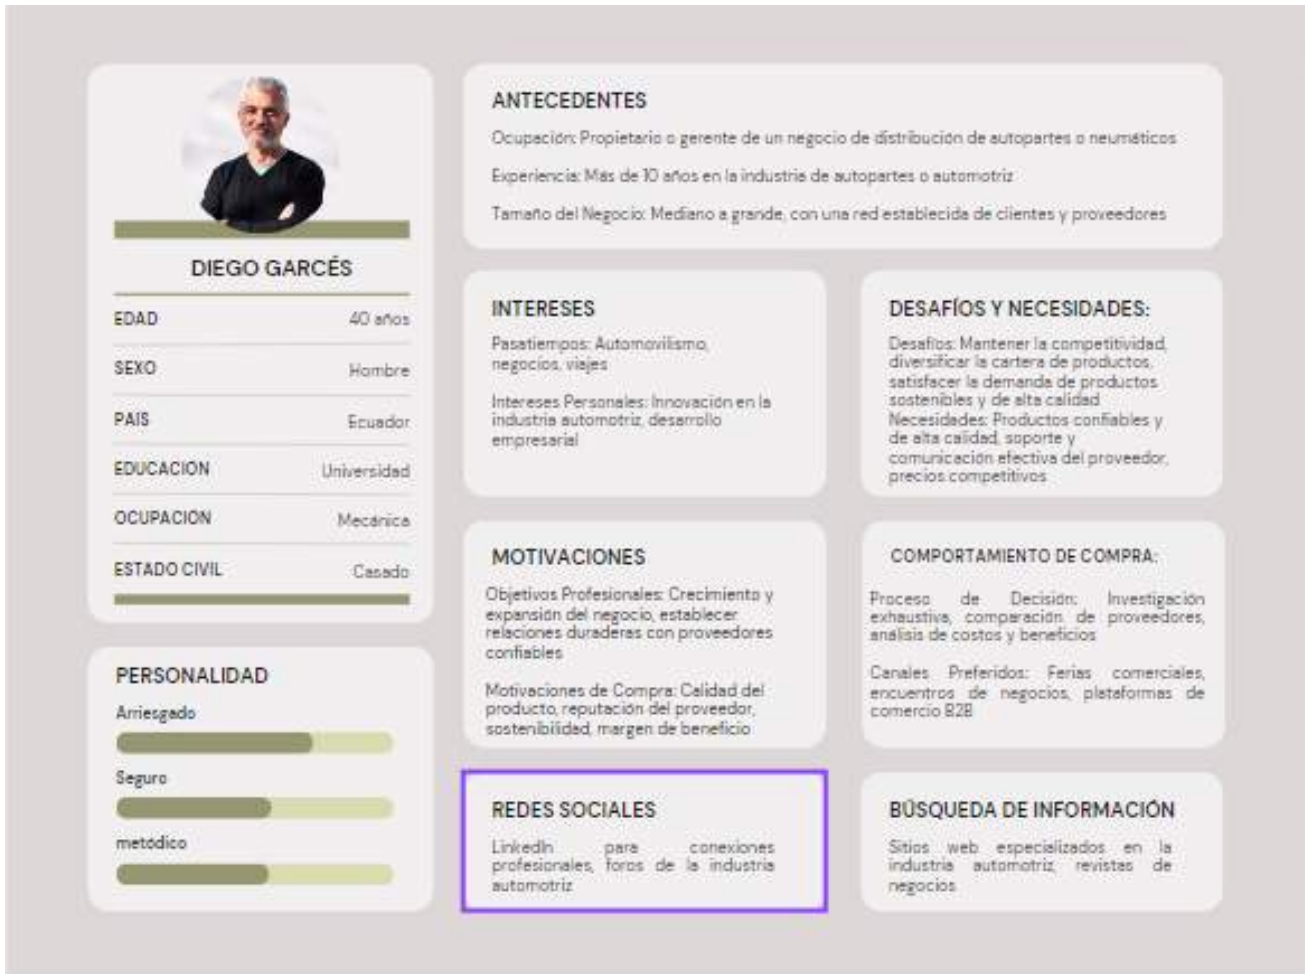 DIEGO GARCÉS
EDAD 40 años
SEXO Hombre
PAIS Ecuador
EDUCACION Universidad
OCUPACION Mecánica
ESTADO CIVIL Casado
PERSONALIDAD
Arriesgado
Seguro
metódico
ANTECEDENTES
Ocupación: Propietario o gerente de un negocio de distribución de autopartes o neumáticos
Experiencia: Más de 10 años en la industria de autopartes o automotriz
Tamaño del Negocio: Mediano a grande, con una red establecida de clientes y proveedores
INTERESES
Pasatiempos: Automovilismo,
negocios, viajes
Intereses Personales: Innovación en la
industria automotriz, desarrollo
empresarial
DESAFÍOS Y NECESIDADES:
Desafíos: Mantener la competitividad,
diversificar la cartera de productos,
satisfacer la demanda de productos
sostenibles y de alta calidad
Necesidades: Productos confiables y
de alta calidad, soporte y
comunicación efectiva del proveedor,
precios competitivos
MOTIVACIONES
Objetivos Profesionales: Crecimiento y
expansión del negocio, establecer
relaciones duraderas con proveedores
confiables
Motivaciones de Compra: Calidad del
producto, reputación del proveedor,
sostenibilidad, margen de beneficio
COMPORTAMIENTO DE COMPRA:
Proceso de Decisión: Investigación
exhaustiva, comparación de proveedores,
análisis de costos y beneficios
Canales Preferidos: Ferias comerciales,
encuentros de negocios, plataformas de
comercio B2B
REDES SOCIALES
LinkedIn para conexiones
profesionales, foros de la industria
automotriz
BÚSQUEDA DE INFORMACIÓN
Sitios web especializados en la
industria automotriz, revistas de
negocios